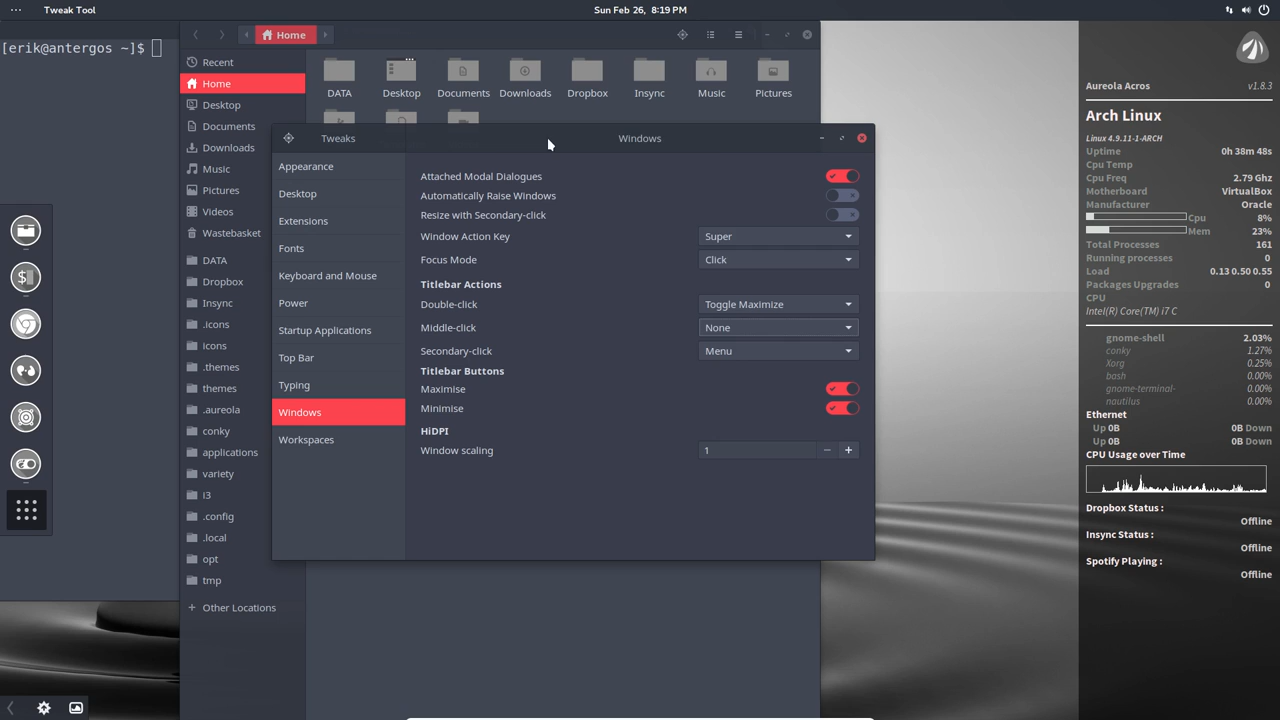 Tweak Tool
Sun Feb 26, 8:19 PM
[erik@antergos ~]$
Home
Recent
Home
Desktop
Documents
Downloads
Music
Pictures
Videos
Wastebasket
DATA
Dropbox
Insync
.icons
icons
.themes
themes
.aureola
conky
applications
variety
i3
.config
.local
opt
tmp
Other Locations
DATA
Desktop
Documents
Downloads
Dropbox
Insync
Music
Pictures
Tweaks
Windows
Appearance
Desktop
Extensions
Fonts
Keyboard and Mouse
Power
Startup Applications
Top Bar
Typing
Windows
Workspaces
Attached Modal Dialogues
Automatically Raise Windows
Resize with Secondary-click
Window Action Key Super
Focus Mode Click
Titlebar Actions
Double-click Toggle Maximize
Middle-click None
Secondary-click Menu
Titlebar Buttons
Maximise
Minimise
HiDPI
Window scaling 1
Aureola Acros v1.8.3
Arch Linux
Linux 4.9.11-1-ARCH
Uptime 0h 38m 48s
Cpu Temp
Cpu Freq 2.79 Ghz
Motherboard VirtualBox
Manufacturer Oracle
Cpu 8%
Mem 23%
Total Processes 161
Running processes 0
Load 0.13 0.50 0.55
Packages Upgrades 0
CPU
Intel(R) Core(TM) i7 C
gnome-shell 2.03%
conky 1.27%
Xorg 0.25%
bash 0.00%
gnome-terminal- 0.00%
nautilus 0.00%
Ethernet
Up 0B 0B Down
Up 0B 0B Down
CPU Usage over Time
Dropbox Status :
Offline
Insync Status :
Offline
Spotify Playing :
Offline